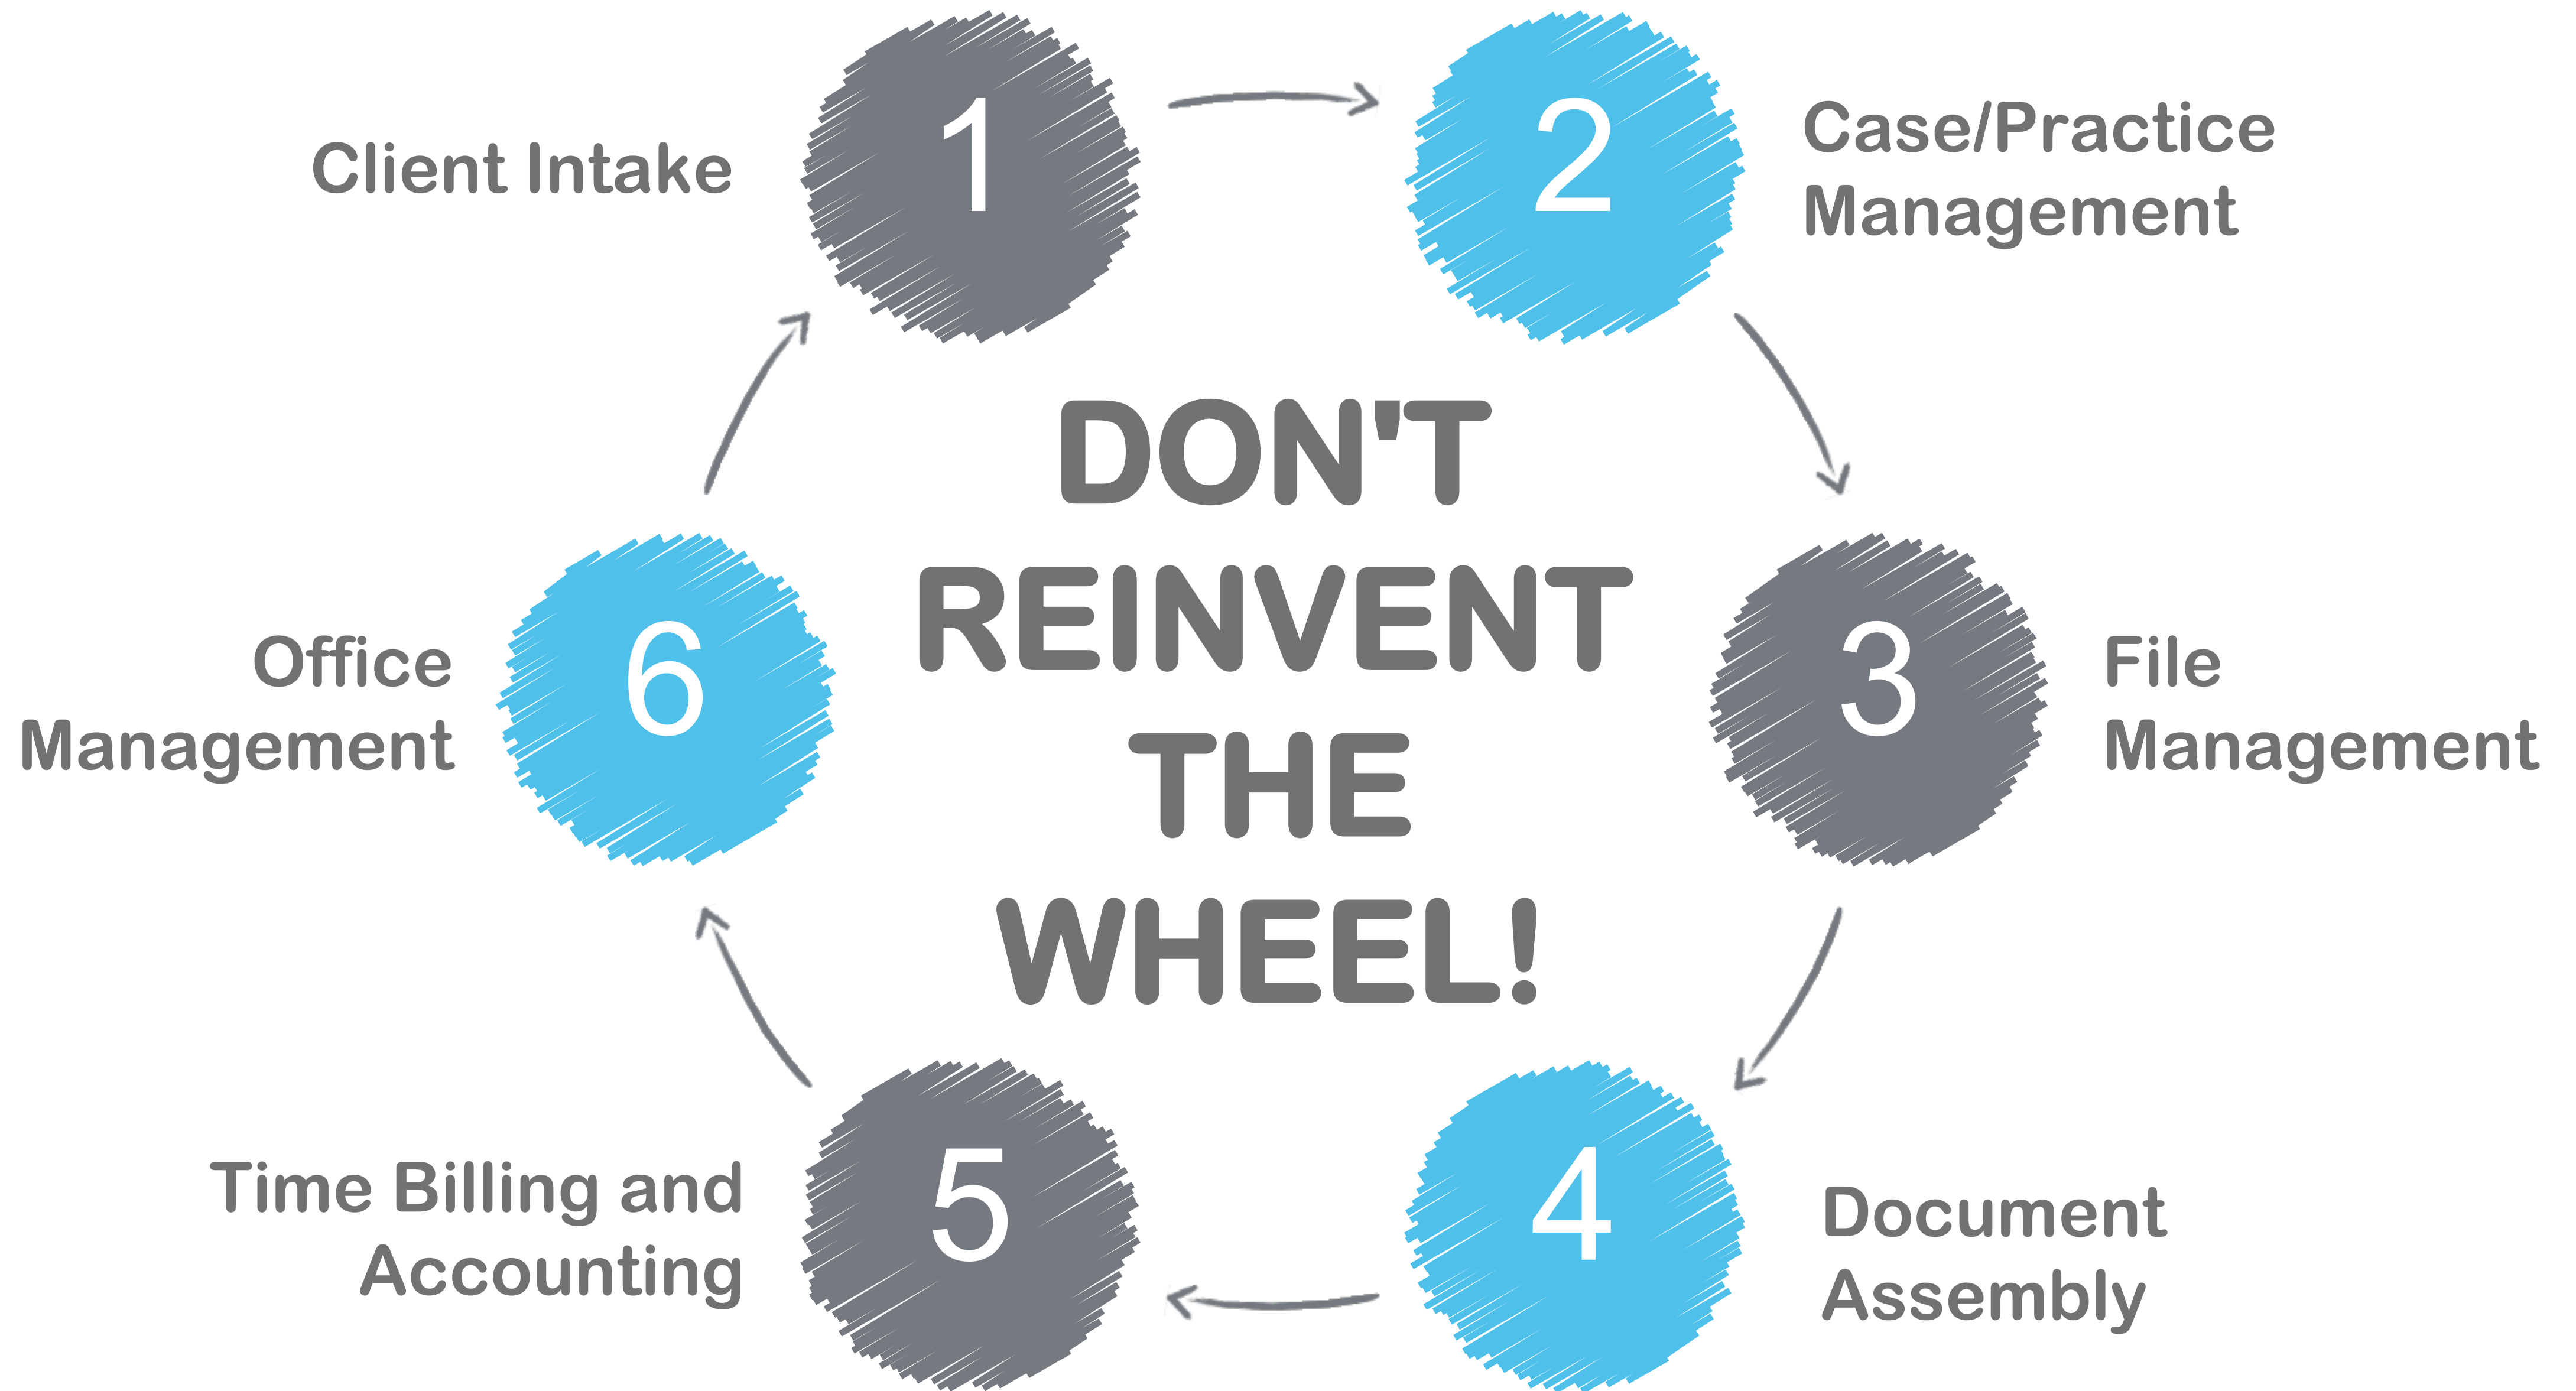 1
Client Intake
2
Case/Practice
Management
3
File
Management
4
Document
Assembly
5
Time Billing and
Accounting
6
Office
Management
DON'T
REINVENT
THE
WHEEL!